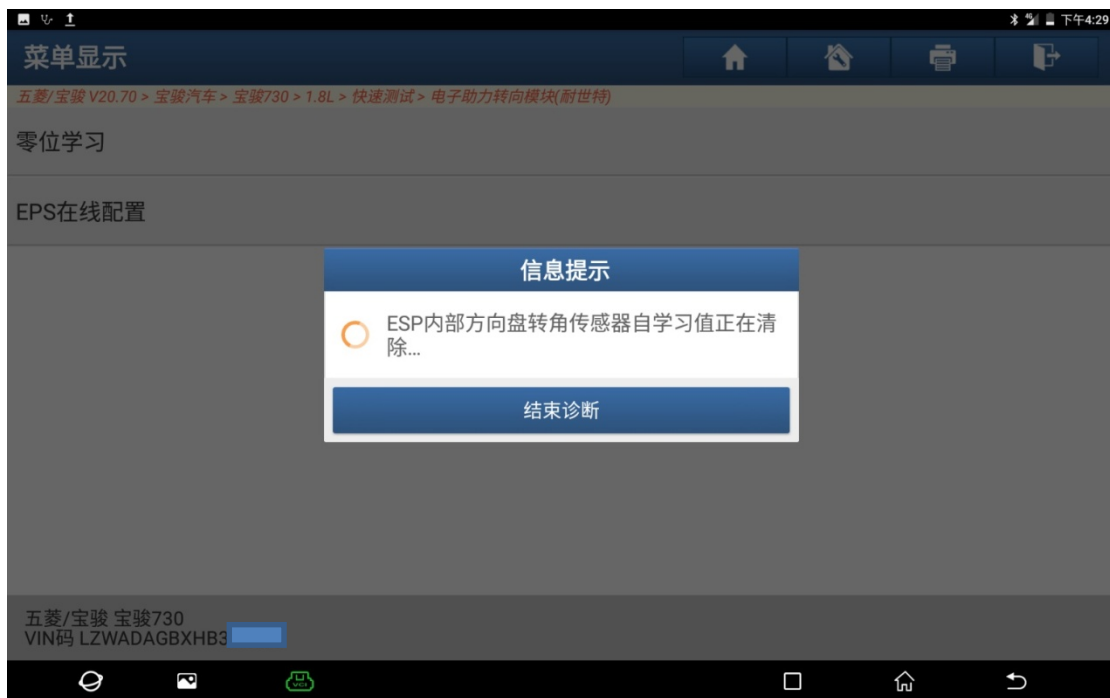 下午4:29
菜单显示
五菱/宝骏 V20.70 > 宝骏汽车 > 宝骏730 > 1.8L > 快速测试 > 电子助力转向模块(耐世特)
零位学习
EPS在线配置
信息提示
ESP内部方向盘转角传感器自学习值正在清
除...
结束诊断
五菱/宝骏 宝骏730
VIN码 LZWADAGBXHB3